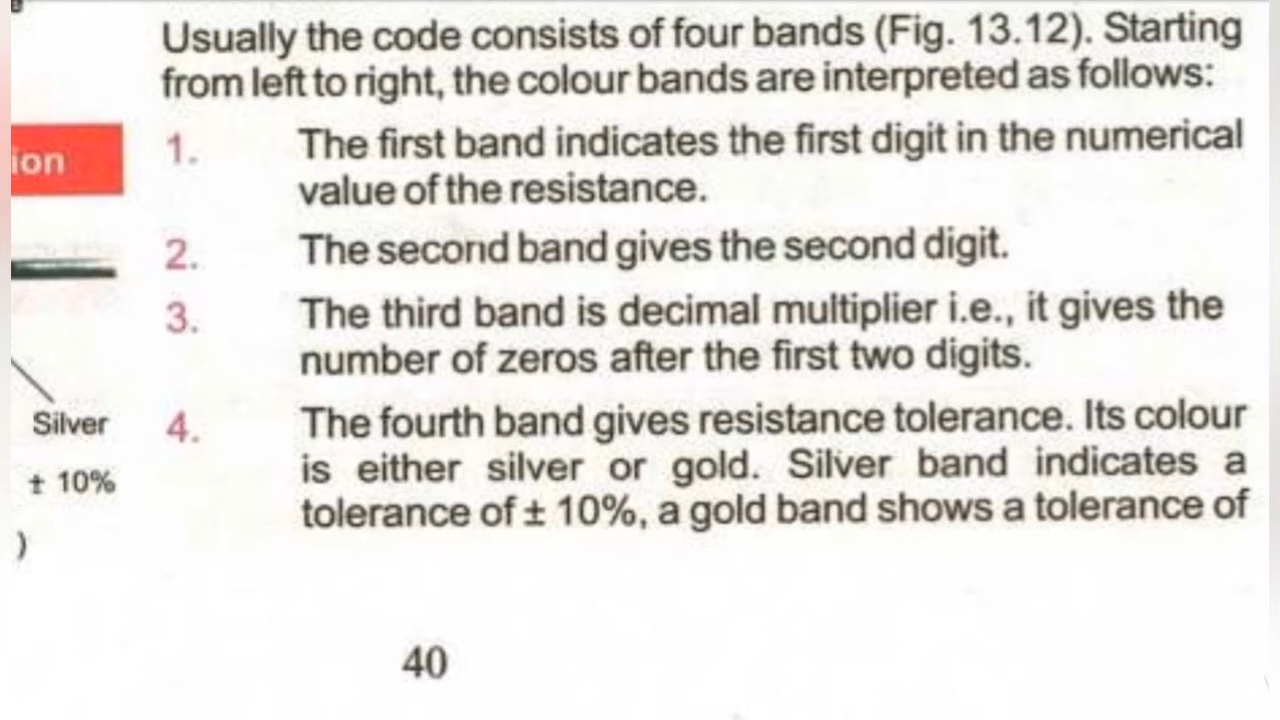 Usually the code consists of four bands (Fig. 13.12). Starting
from left to right, the colour bands are interpreted as follows:
ion
1. The first band indicates the first digit in the numerical
value of the resistance.
2. The second band gives the second digit.
3. The third band is decimal multiplier i.e., it gives the
number of zeros after the first two digits.
Silver
± 10%
)
4. The fourth band gives resistance tolerance. Its colour
is either silver or gold. Silver band indicates a
tolerance of ± 10%, a gold band shows a tolerance of
40